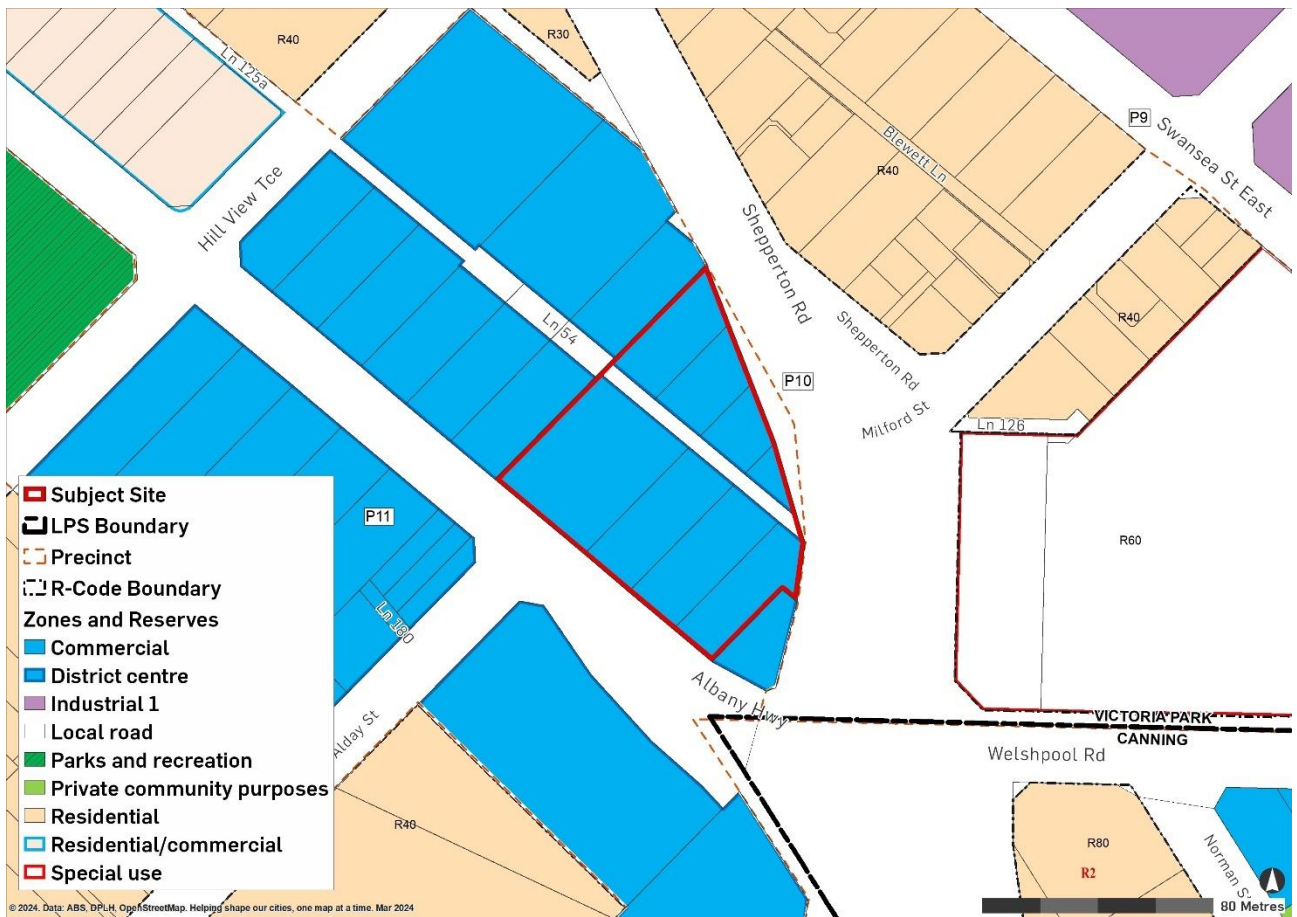 R40
R30
Ln 125a
P9
Swansea St East
Blewett Ln
R40
Hill View Tce
Shepperton Rd
Ln 54
Shepperton Rd
R40
P10
Milford St
Ln 126
P11
R60
Ln 180
Albany Hwy
Alday St
VICTORIA PARK
CANNING
Welshpool Rd
R40
R80
R2
Norman St
Subject Site
LPS Boundary
Precinct
R-Code Boundary
Zones and Reserves
Commercial
District centre
Industrial 1
Local road
Parks and recreation
Private community purposes
Residential
Residential/commercial
Special use
© 2024. Data: ABS, DPLH, OpenStreetMap. Helping shape our cities, one map at a time. Mar 2024
80 Metres